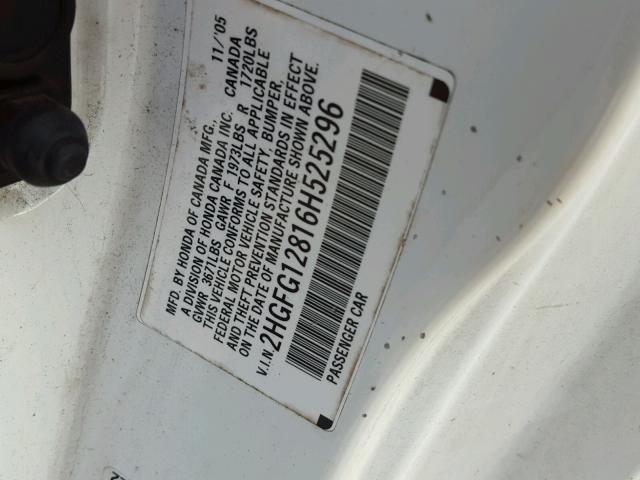 MFD. BY HONDA OF CANADA MFG., 11/'05
A DIVISION OF HONDA CANADA INC. CANADA
GVWR 3671LBS GAWR F 1973LBS R 1720LBS
THIS VEHICLE CONFORMS TO ALL APPLICABLE
FEDERAL MOTOR VEHICLE SAFETY, BUMPER,
AND THEFT PREVENTION STANDARDS IN EFFECT
ON THE DATE OF MANUFACTURE SHOWN ABOVE.
V.I.N. 2HGFG12816H525296
PASSENGER CAR